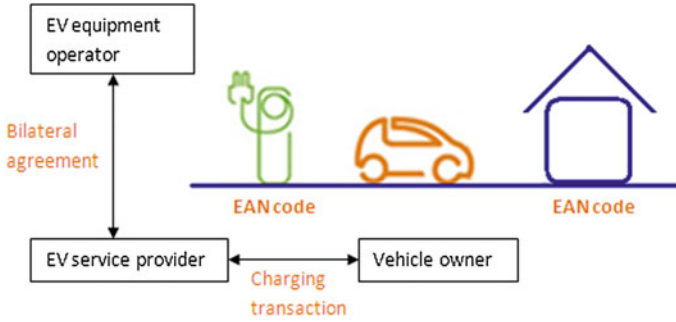 EV equipment
operator
Bilateral
agreement
EAN code
EAN code
EV service provider
Charging
transaction
Vehicle owner